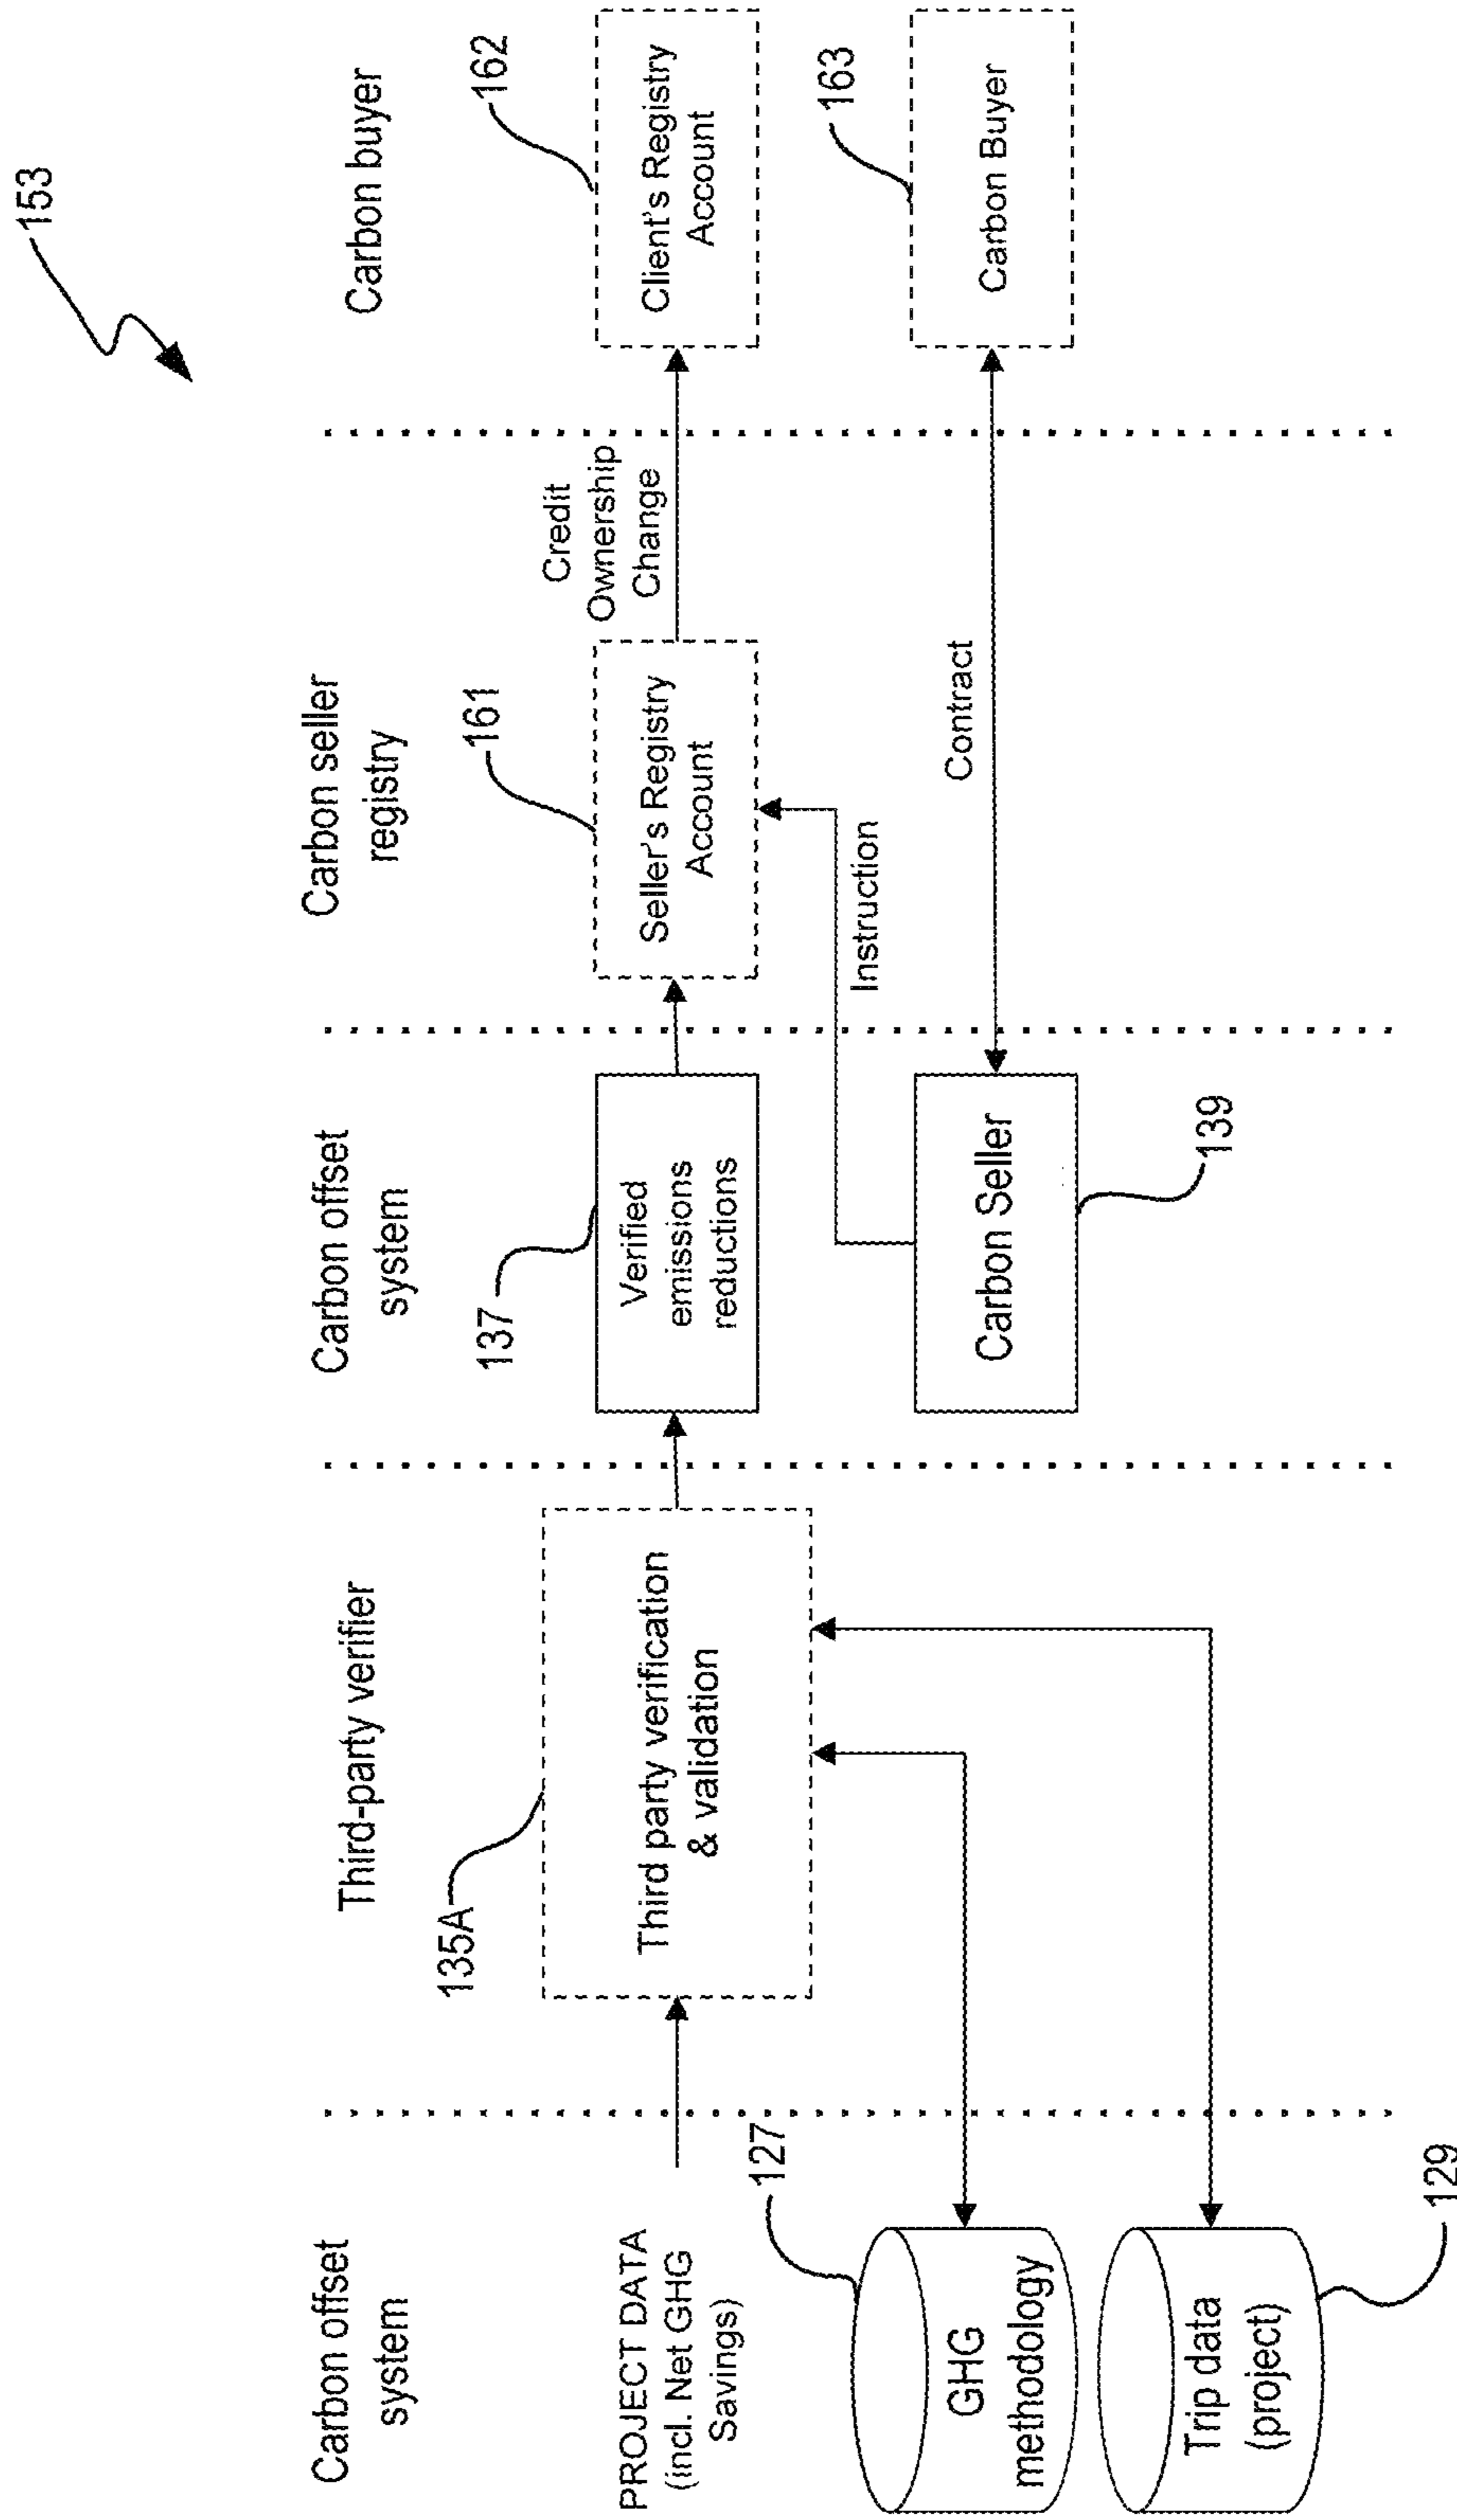 153
Carbon offset
system
Third-party verifier
Carbon offset
system
Carbon seller
registry
Carbon buyer
PROJECT DATA
(incl. Net GHG
Savings)
135A
Third party verification
& validation
137
Verified
emissions
reductions
161
Seller's Registry
Account
Credit
Ownership
Change
162
Client's Registry
Account
127
GHG
methodology
Instruction
Carbon Seller
139
Contract
163
Carbon Buyer
Trip data
(project)
129